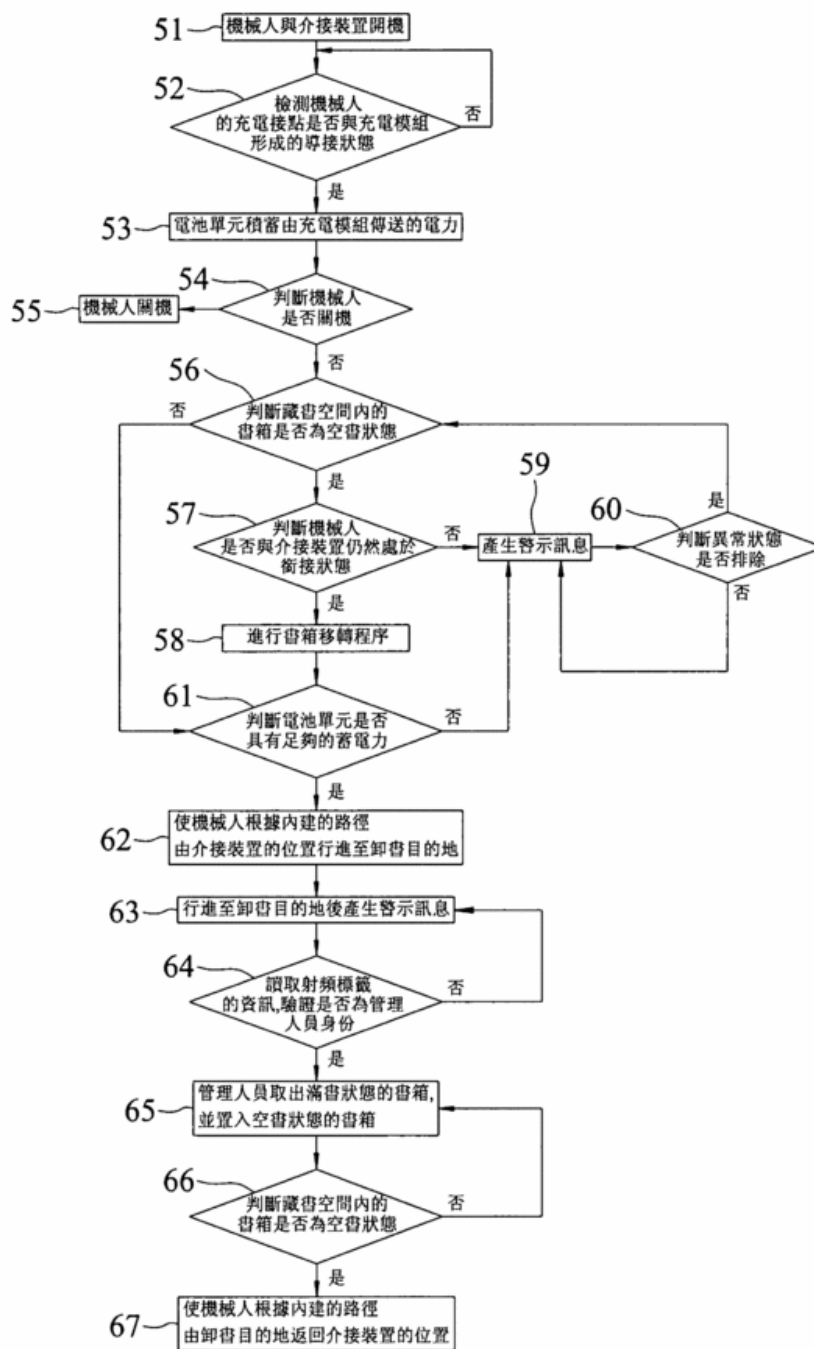 51
機械人與介接裝置開機
52
檢測機械人
的充電接點是否與充電模組
形成的導接狀態
否
是
53
電池單元積蓄由充電模組傳送的電力
54
判斷機械人
是否關機
55
機械人關機
否
56
判斷藏書空間內的
書箱是否為空書狀態
否
是
57
判斷機械人
是否與介接裝置仍然處於
銜接狀態
否
59
產生警示訊息
60
判斷異常狀態
是否排除
是
否
是
58
進行書箱移轉程序
61
判斷電池單元是否
具有足夠的蓄電力
否
是
62
使機械人根據內建的路徑
由介接裝置的位置行進至卸書目的地
63
行進至卸書目的地後產生警示訊息
64
讀取射頻標籤
的資訊,驗證是否為管理
人員身份
否
是
65
管理人員取出滿書狀態的書箱,
並置入空書狀態的書箱
66
判斷藏書空間內的
書箱是否為空書狀態
否
是
67
使機械人根據內建的路徑
由卸書目的地返回介接裝置的位置